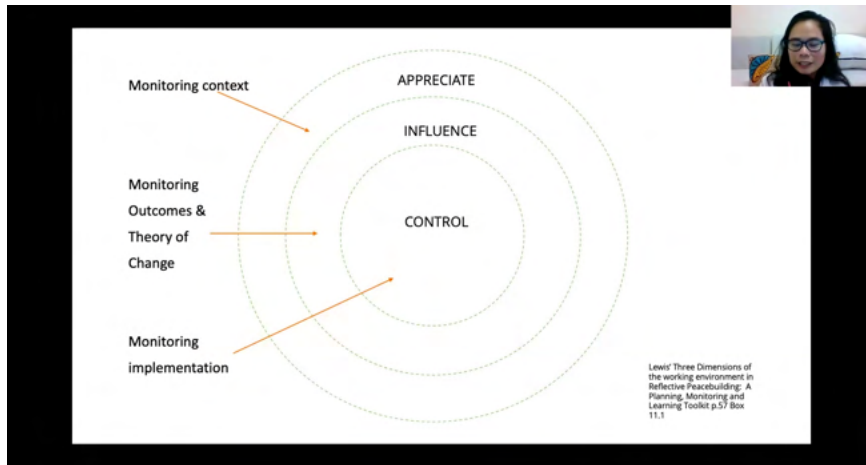 Monitoring context
APPRECIATE
INFLUENCE
Monitoring
Outcomes &
Theory of
Change
CONTROL
Monitoring
implementation
Lewis' Three Dimensions of
the working environment in
Reflective Peacebuilding: A
Planning, Monitoring and
Learning Toolkit p.57 Box
11.1